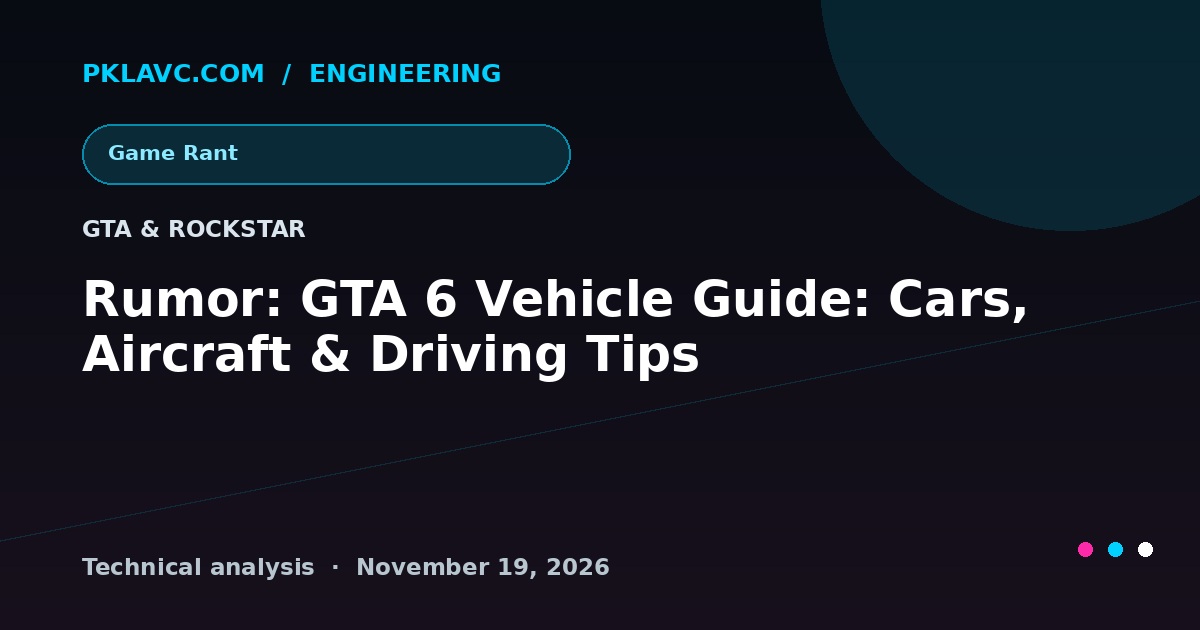 PKLAVC.COM / ENGINEERING
Game Rant
GTA & ROCKSTAR
Rumor: GTA 6 Vehicle Guide: Cars,
Aircraft & Driving Tips
Technical analysis · November 19, 2026